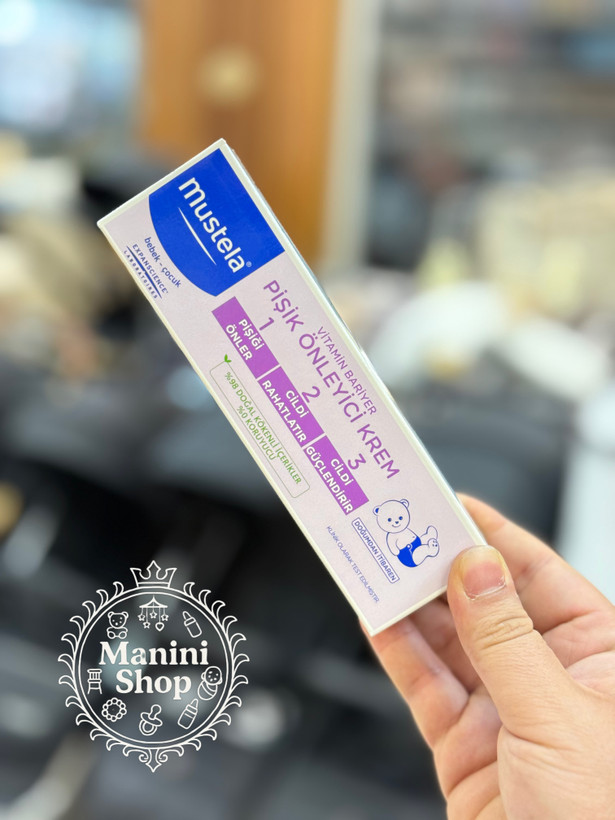 mustela®
bebek - çocuk
EXPANSCIENCE™
LABORATOIRES
VİTAMİN BARİYER
PİŞİK ÖNLEYİCİ KREM
1
PİŞİĞİ
ÖNLER
2
CİLDİ
RAHATLATIR
3
CİLDİ
GÜÇLENDİRİR
%98 DOĞAL KÖKENLİ İÇERİKLER
%0 KORUYUCU
DOĞUMDAN İTİBAREN
KLİNİK OLARAK TEST EDİLMİŞTİR.
Manini
Shop